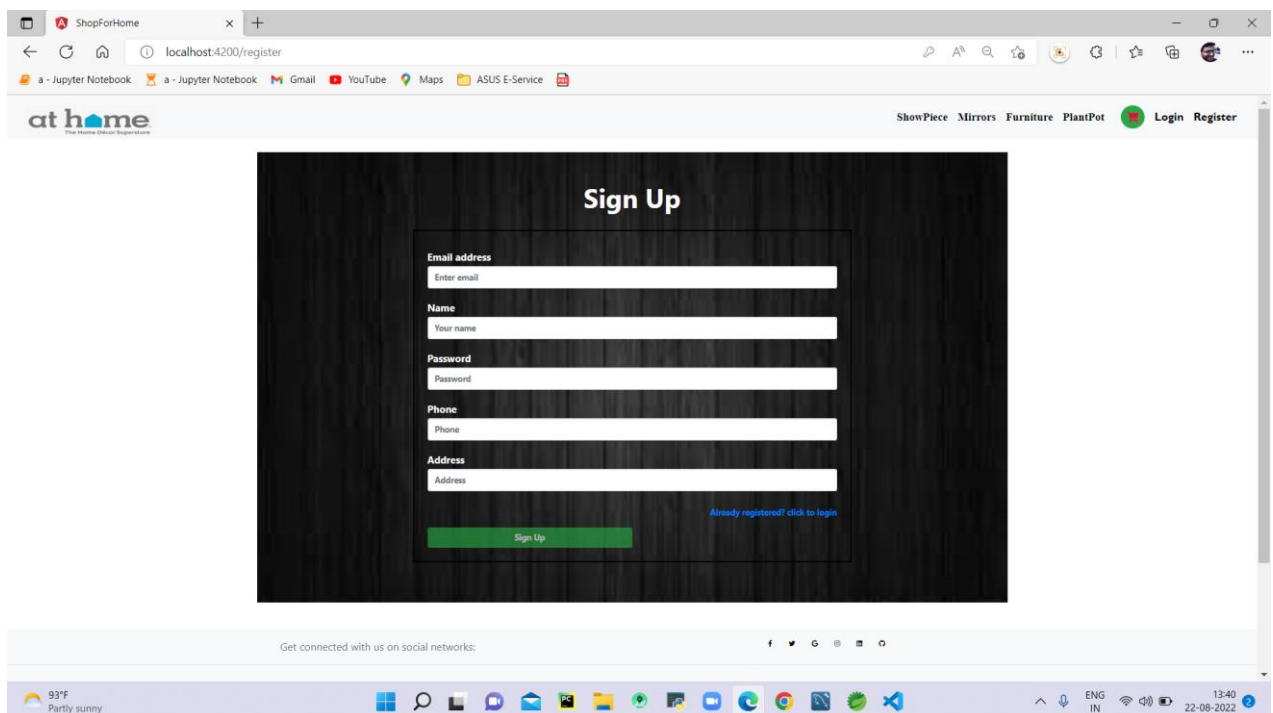 ShopForHome
localhost:4200/register
a - Jupyter Notebook a - Jupyter Notebook Gmail YouTube Maps ASUS E-Service
at home
The Home Décor Superstore
ShowPiece Mirrors Furniture PlantPot Login Register
Sign Up
Email address
Enter email
Name
Your name
Password
Password
Phone
Phone
Address
Address
Already registered? click to login
Sign Up
Get connected with us on social networks:
93°F
Partly sunny
ENG
IN
13:40
22-08-2022
2